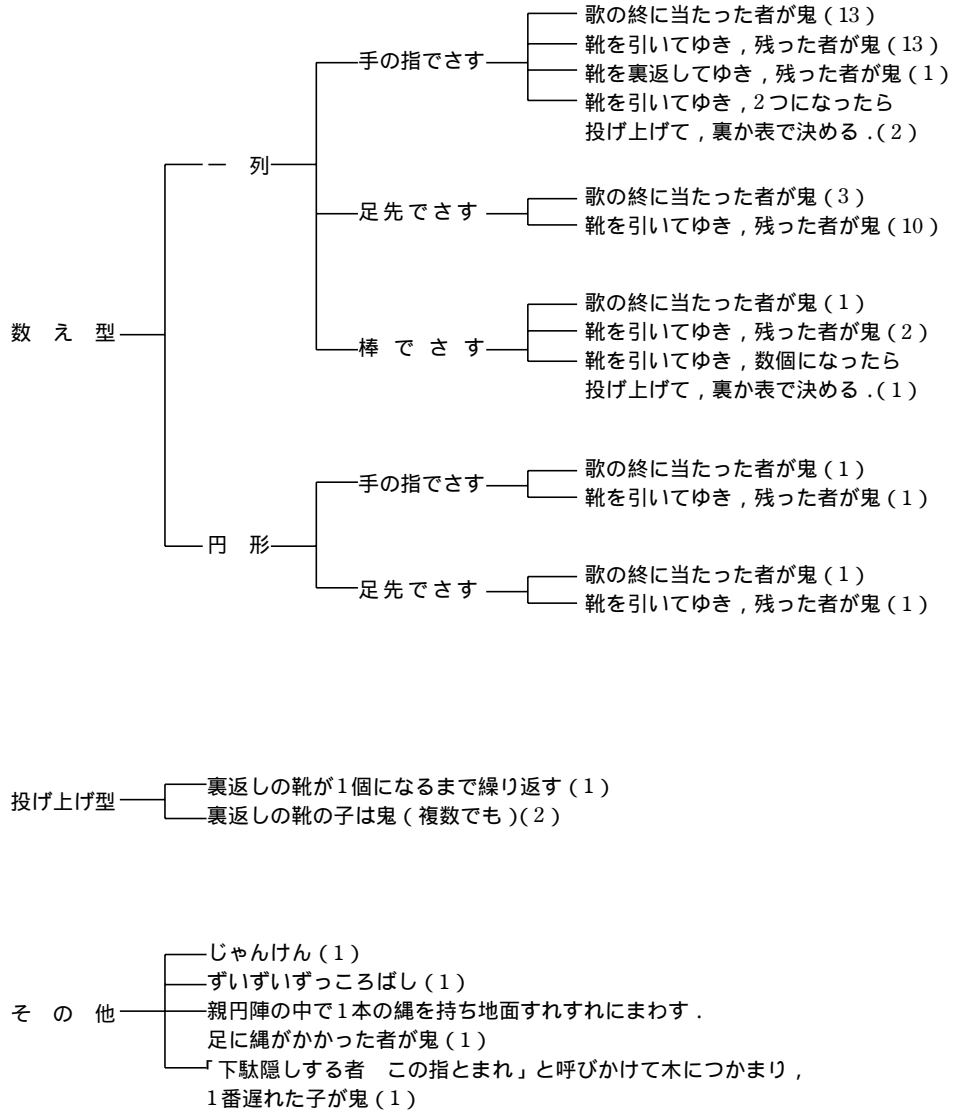 歌の終に当たった者が鬼(13)
靴を引いてゆき,残った者が鬼(13)
手の指でさす
靴を裏返してゆき,残った者が鬼(1)
靴を引いてゆき,2つになったら
投げ上げて,裏か表で決める.(2)
一 列
歌の終に当たった者が鬼(3)
足先でさす
靴を引いてゆき,残った者が鬼(10)
歌の終に当たった者が鬼(1)
数 え 型
靴を引いてゆき,残った者が鬼(2)
棒 で さ す
靴を引いてゆき,数個になったら
投げ上げて,裏か表で決める.(1)
歌の終に当たった者が鬼(1)
手の指でさす
靴を引いてゆき,残った者が鬼(1)
円 形
歌の終に当たった者が鬼(1)
足先でさす
靴を引いてゆき,残った者が鬼(1)
裏返しの靴が1個になるまで繰り返す(1)
投げ上げ型
裏返しの靴の子は鬼(複数でも)(2)
じゃんけん(1)
ずいずいずっころばし(1)
そ の 他
親円陣の中で1本の縄を持ち地面すれすれにまわす.
足に縄がかかった者が鬼(1)
「下駄隠しする者 この指とまれ」と呼びかけて木につかまり,
1番遅れた子が鬼(1)